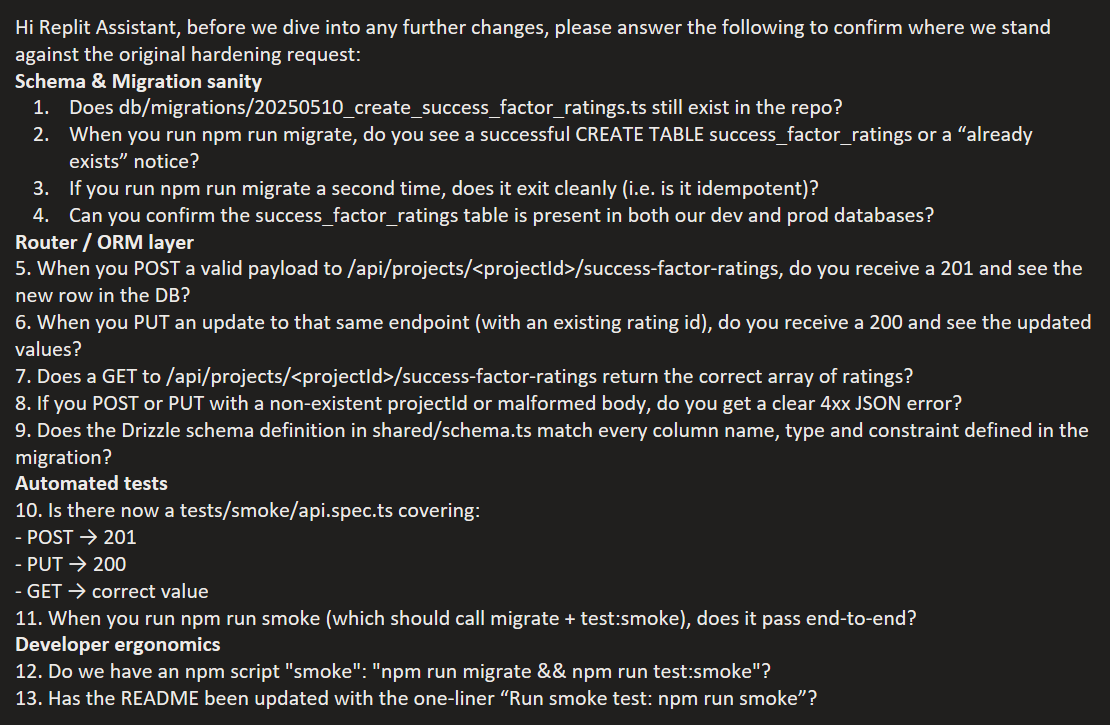 Hi Replit Assistant, before we dive into any further changes, please answer the following to confirm where we stand
against the original hardening request:
Schema & Migration sanity
1. Does db/migrations/20250510_create_success_factor_ratings.ts still exist in the repo?
2. When you run npm run migrate, do you see a successful CREATE TABLE success_factor_ratings or a “already
exists” notice?
3. If you run npm run migrate a second time, does it exit cleanly (i.e. is it idempotent)?
4. Can you confirm the success_factor_ratings table is present in both our dev and prod databases?
Router / ORM layer
5. When you POST a valid payload to /api/projects/<projectId>/success-factor-ratings, do you receive a 201 and see the
new row in the DB?
6. When you PUT an update to that same endpoint (with an existing rating id), do you receive a 200 and see the updated
values?
7. Does a GET to /api/projects/<projectId>/success-factor-ratings return the correct array of ratings?
8. If you POST or PUT with a non-existent projectId or malformed body, do you get a clear 4xx JSON error?
9. Does the Drizzle schema definition in shared/schema.ts match every column name, type and constraint defined in the
migration?
Automated tests
10. Is there now a tests/smoke/api.spec.ts covering:
- POST → 201
- PUT → 200
- GET → correct value
11. When you run npm run smoke (which should call migrate + test:smoke), does it pass end-to-end?
Developer ergonomics
12. Do we have an npm script "smoke": "npm run migrate && npm run test:smoke"?
13. Has the README been updated with the one-liner “Run smoke test: npm run smoke”?